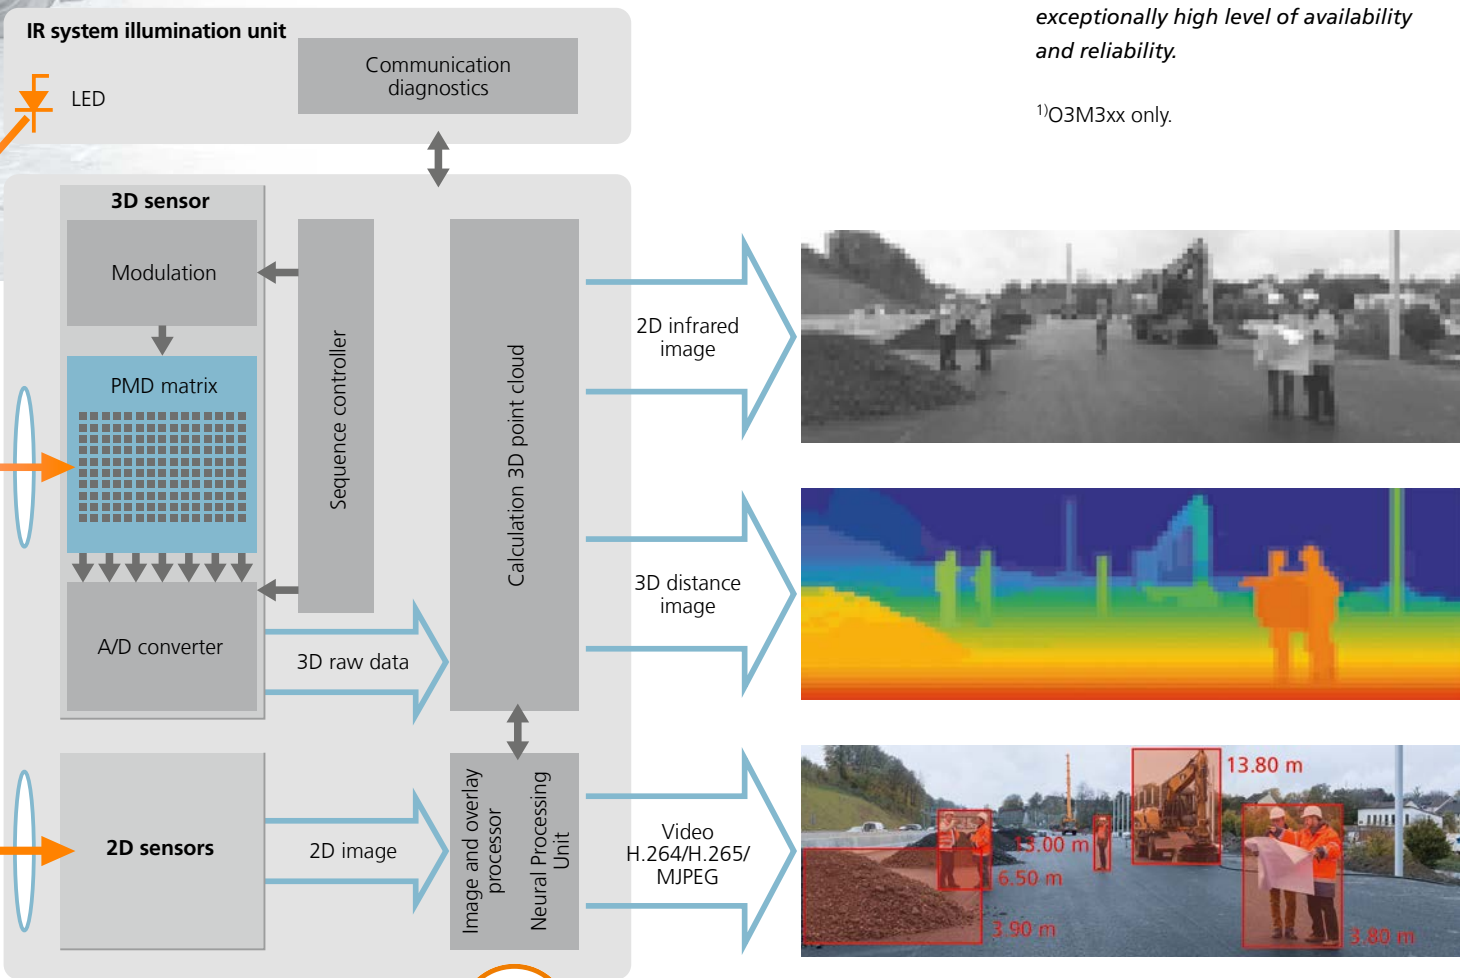 exceptionally high level of availability
and reliability.
1)O3M3xx only.
IR system illumination unit
LED
Communication
diagnostics
3D sensor
Modulation
PMD matrix
A/D converter
Sequence controller
3D raw data
Calculation 3D point cloud
2D infrared
image
3D distance
image
2D sensors
2D image
Image and overlay
processor
Neural Processing
Unit
Video
H.264/H.265/
MJPEG
13.80 m
13.00 m
6.50 m
3.90 m
3.80 m